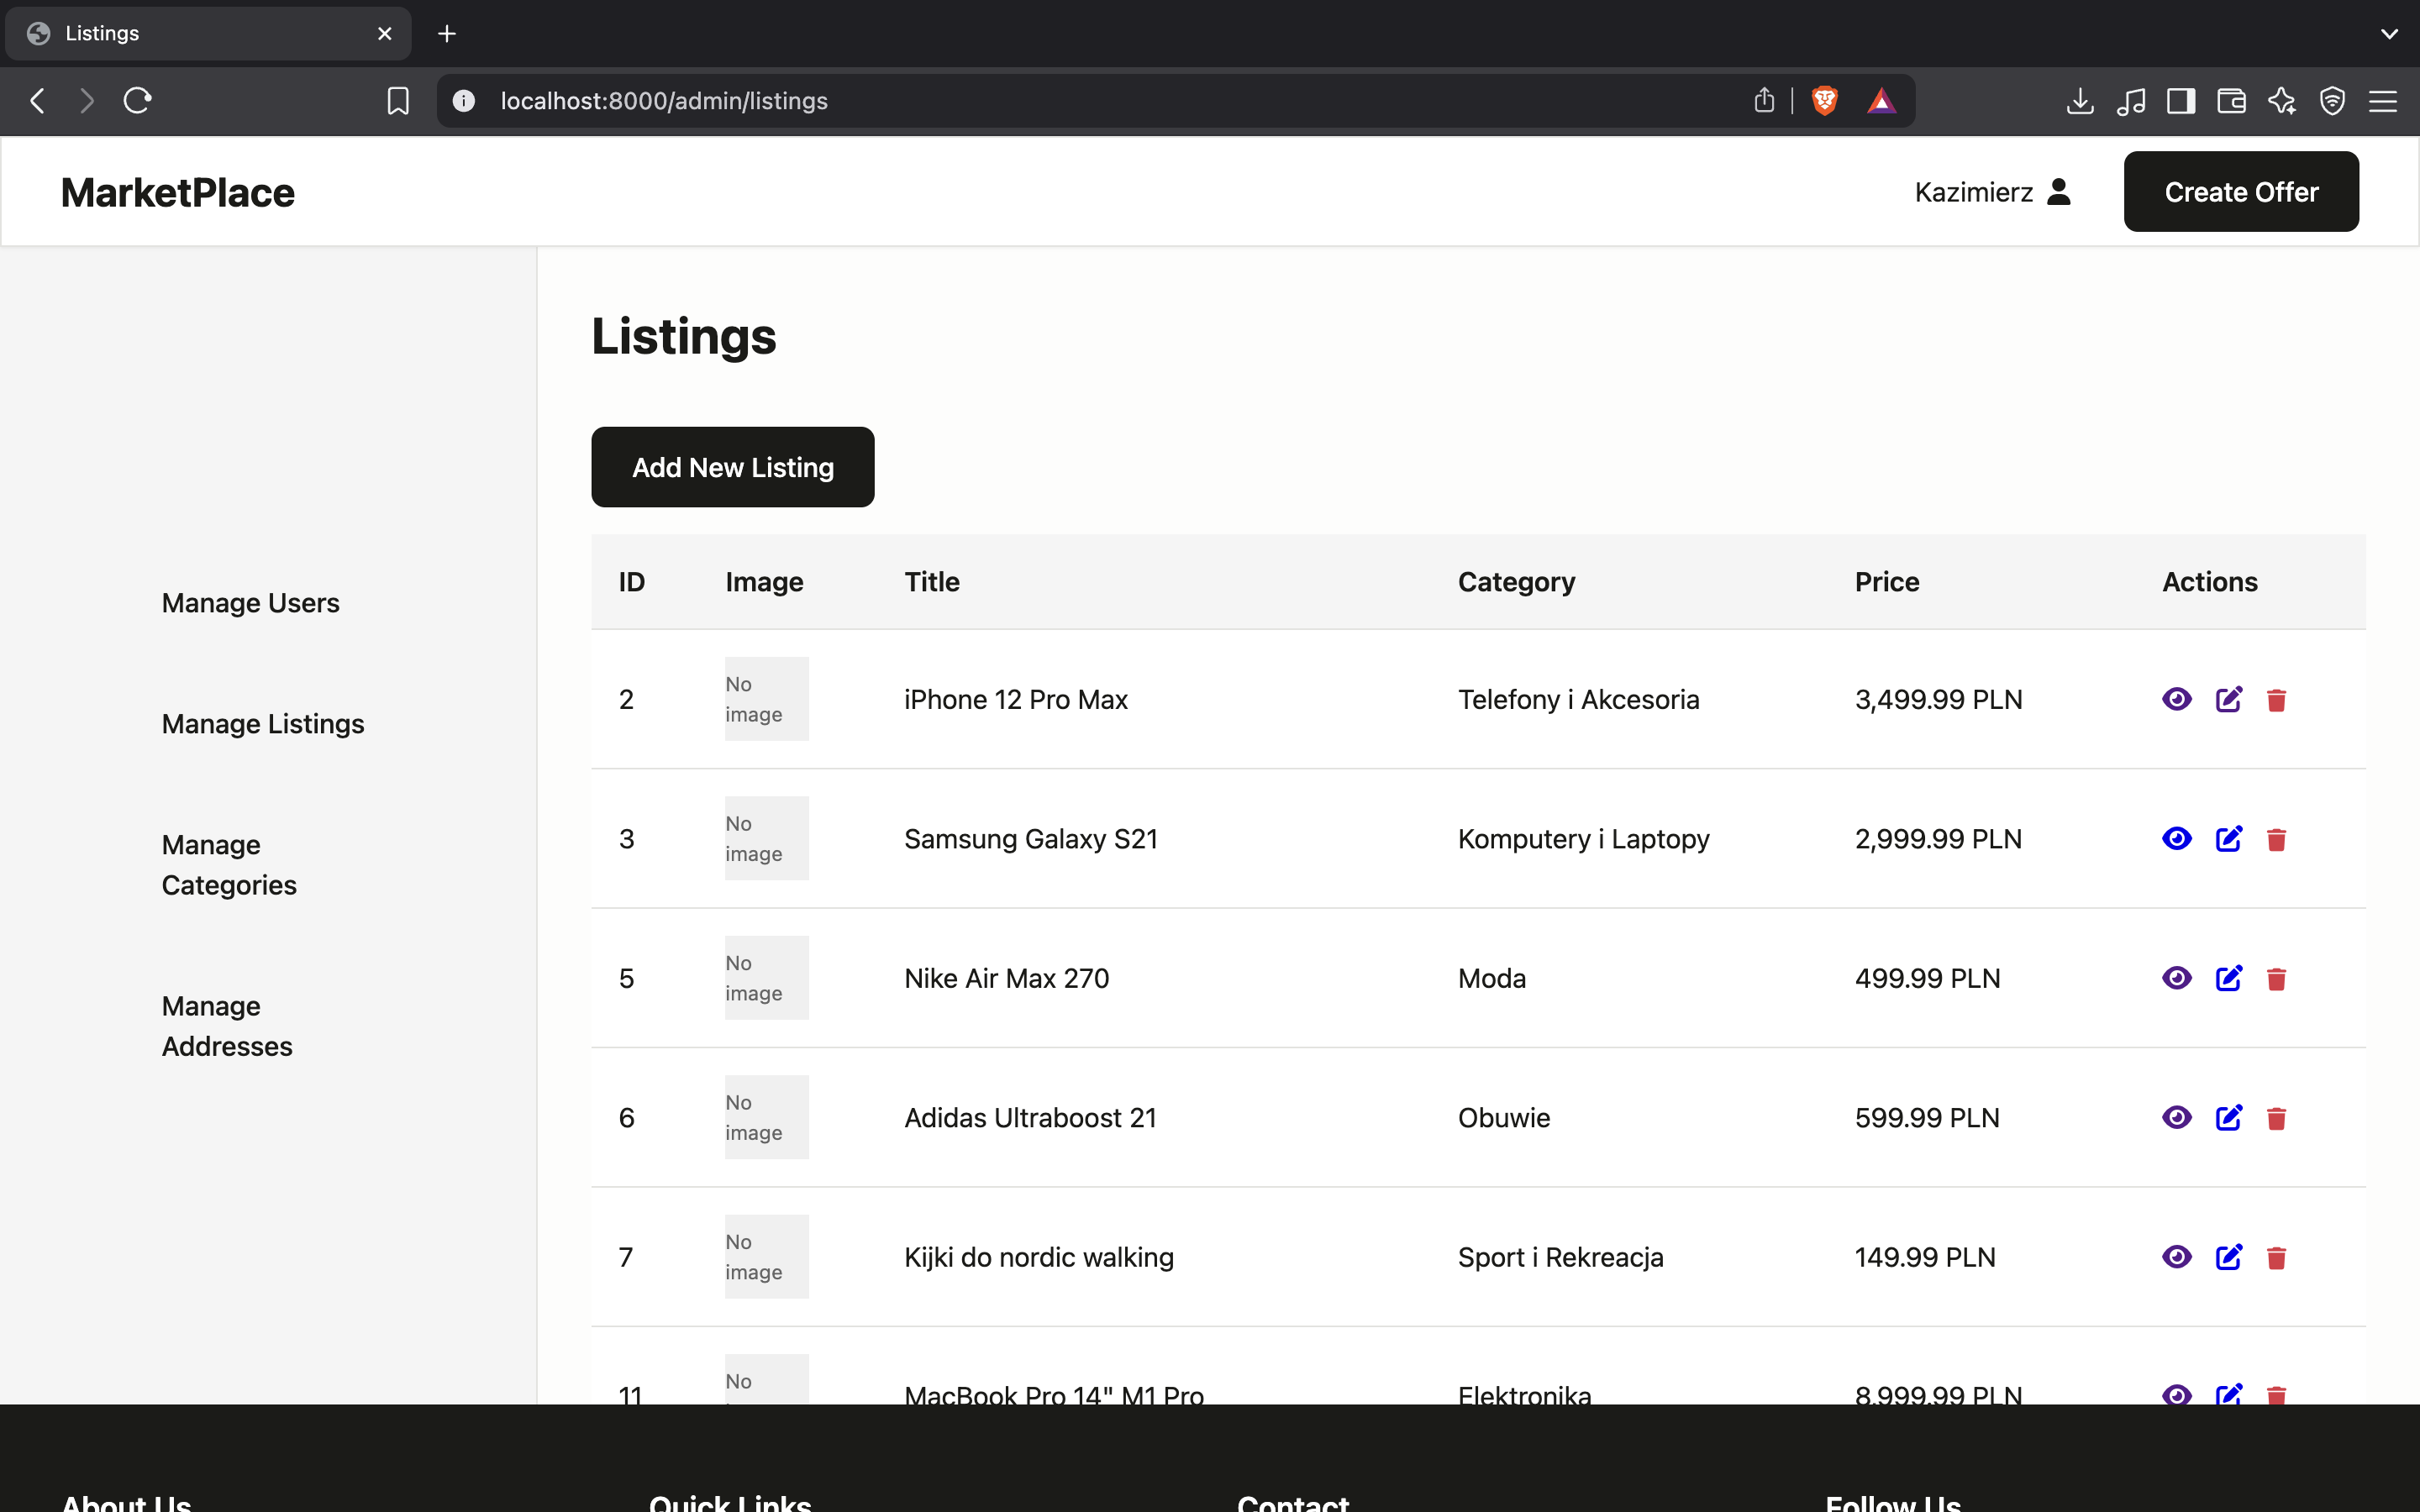 Listings
localhost:8000/admin/listings
MarketPlace
Kazimierz
Create Offer
Manage Users
Manage Listings
Manage
Categories
Manage
Addresses
Listings
Add New Listing
ID Image Title Category Price Actions
2 No image iPhone 12 Pro Max Telefony i Akcesoria 3,499.99 PLN
3 No image Samsung Galaxy S21 Komputery i Laptopy 2,999.99 PLN
5 No image Nike Air Max 270 Moda 499.99 PLN
6 No image Adidas Ultraboost 21 Obuwie 599.99 PLN
7 No image Kijki do nordic walking Sport i Rekreacja 149.99 PLN
11 No MacBook Pro 14" M1 Pro Elektronika 8,999.99 PLN
About Us Quick Links Contact Follow Us